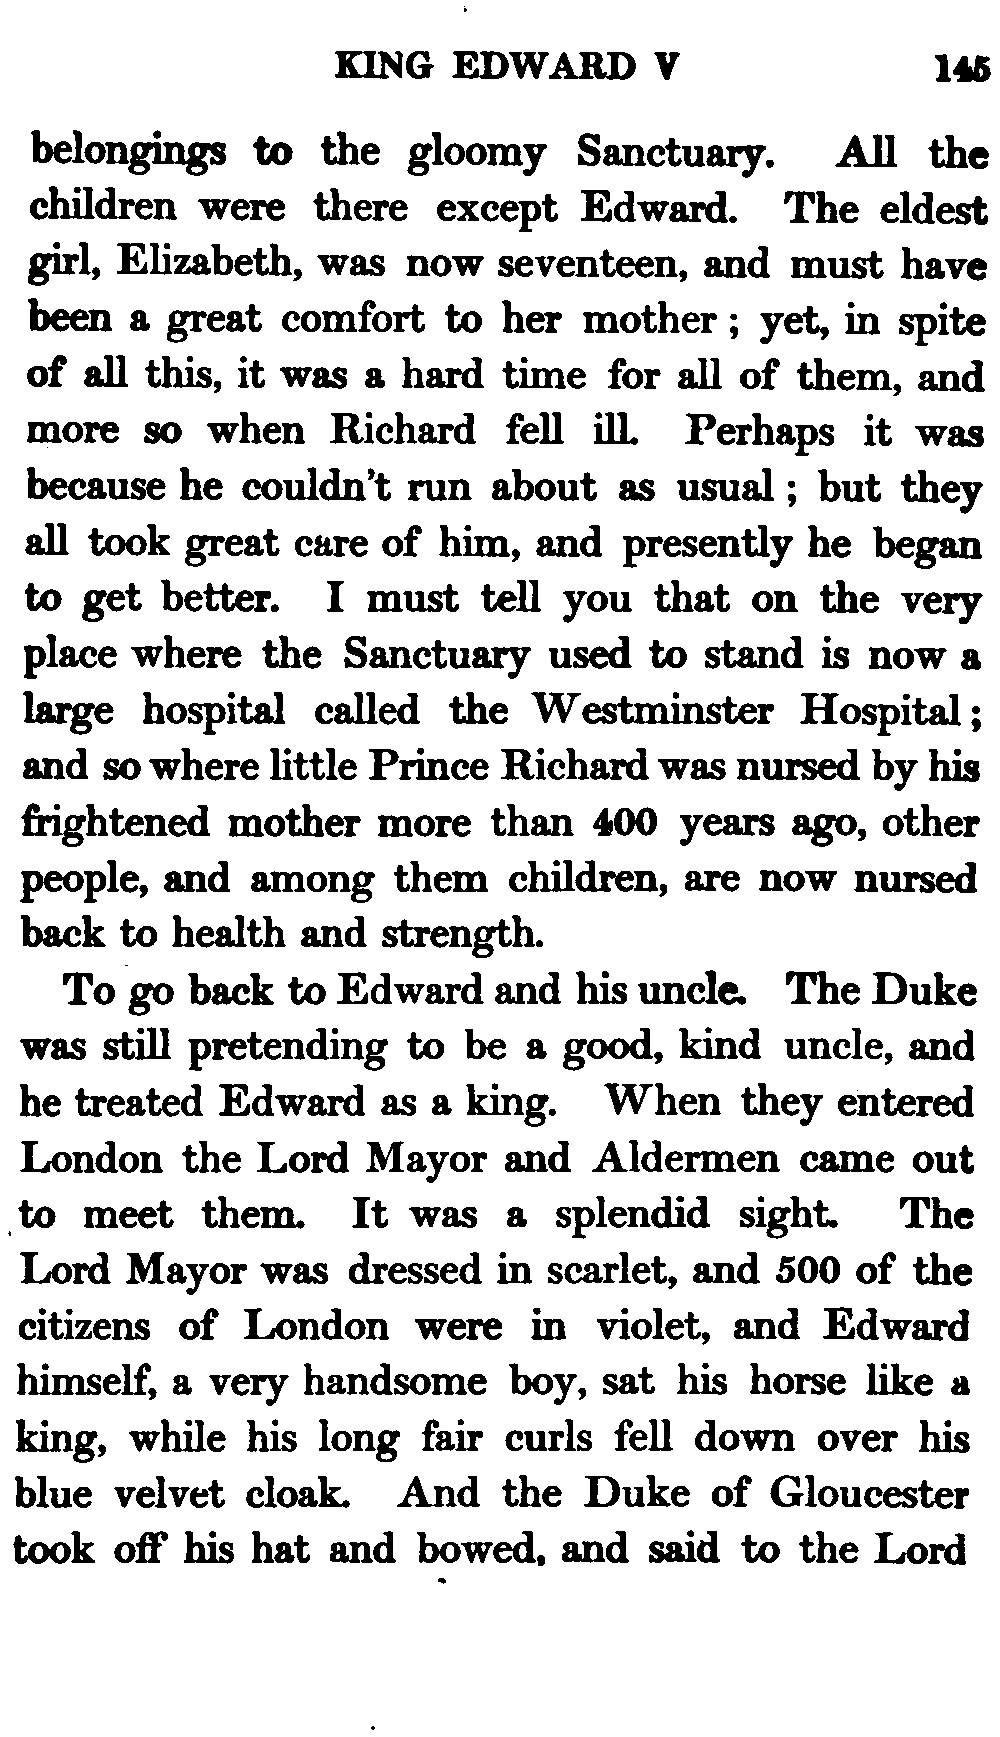 KING EDWARD V 145
belongings to the gloomy Sanctuary. All the
children were there except Edward. The eldest
girl, Elizabeth, was now seventeen, and must have
been a great comfort to her mother ; yet, in spite
of all this, it was a hard time for all of them, and
more so when Richard fell ill. Perhaps it was
because he couldn't run about as usual ; but they
all took great care of him, and presently he began
to get better. I must tell you that on the very
place where the Sanctuary used to stand is now a
large hospital called the Westminster Hospital ;
and so where little Prince Richard was nursed by his
frightened mother more than 400 years ago, other
people, and among them children, are now nursed
back to health and strength.
To go back to Edward and his uncle. The Duke
was still pretending to be a good, kind uncle, and
he treated Edward as a king. When they entered
London the Lord Mayor and Aldermen came out
to meet them. It was a splendid sight. The
Lord Mayor was dressed in scarlet, and 500 of the
citizens of London were in violet, and Edward
himself, a very handsome boy, sat his horse like a
king, while his long fair curls fell down over his
blue velvet cloak. And the Duke of Gloucester
took off his hat and bowed, and said to the Lord